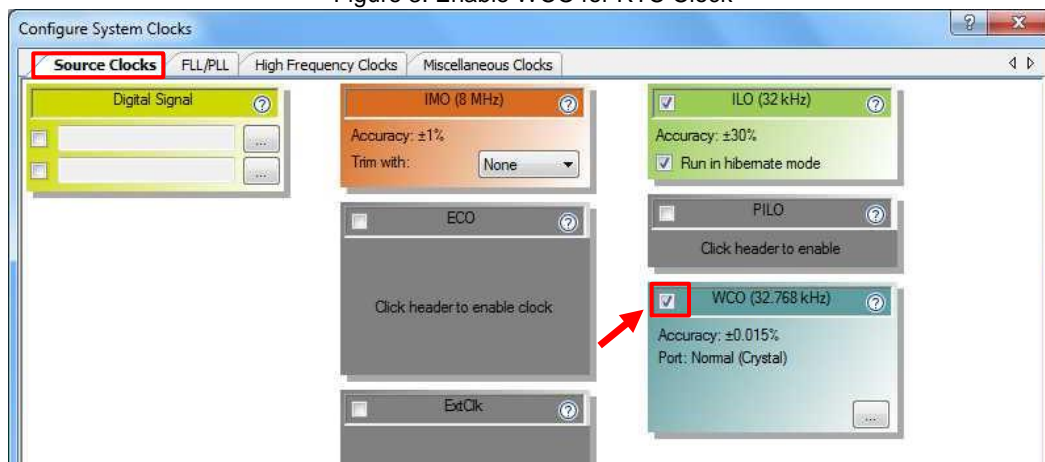 Figure 8. Enable WCO for RTC Clock
Configure System Clocks
Source Clocks
FLL/PLL
High Frequency Clocks
Miscellaneous Clocks
Digital Signal
...
...
IMO (8 MHz)
Accuracy: ±1%
Trim with:
None
ECO
Click header to enable clock
ExtClk
ILO (32 kHz)
Accuracy: ±30%
Run in hibernate mode
PILO
Click header to enable
WCO (32.768 kHz)
Accuracy: ±0.015%
Port: Normal (Crystal)
...